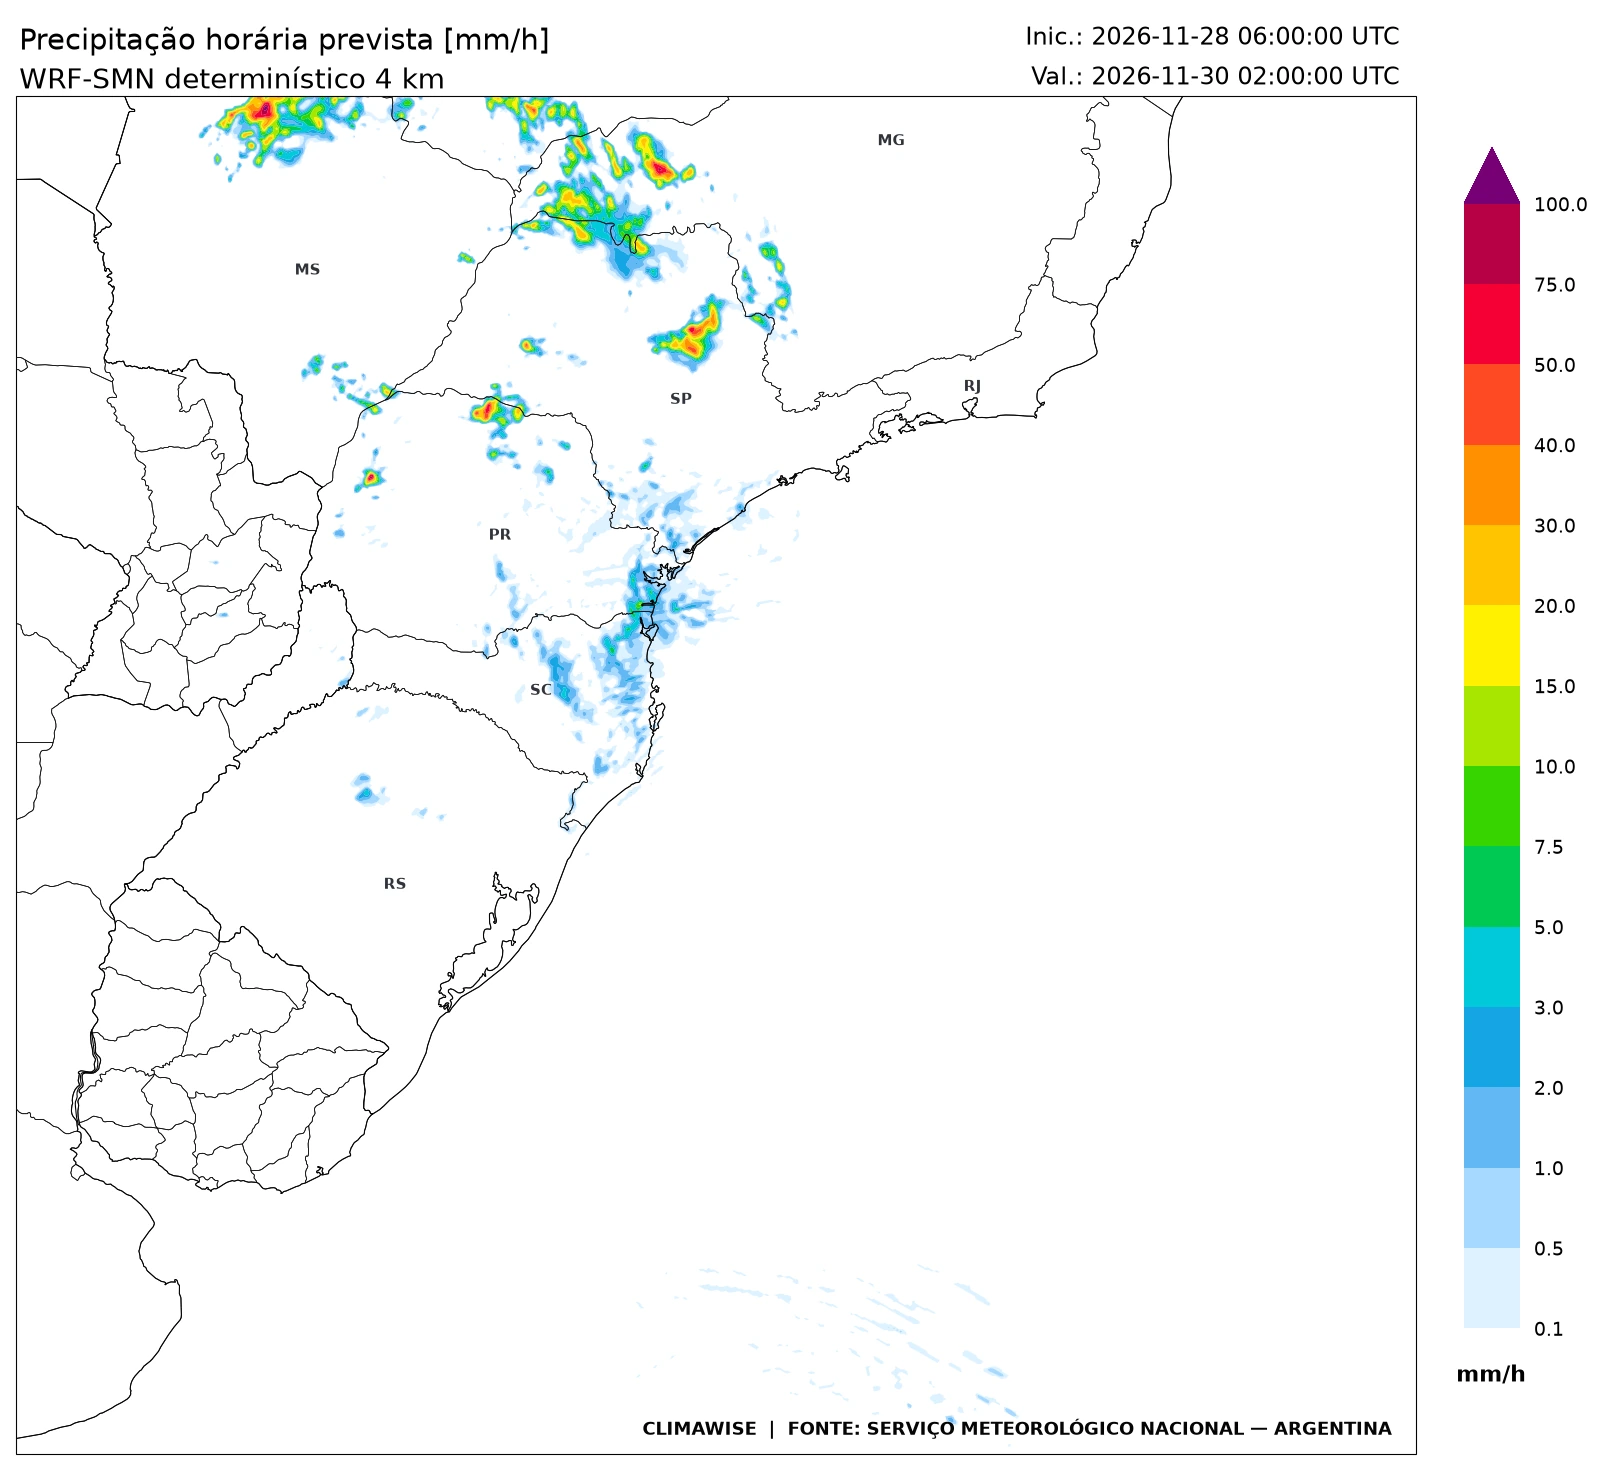 Precipitação horária prevista [mm/h]
WRF-SMN determinístico 4 km
Inic.: 2026-11-28 06:00:00 UTC
Val.: 2026-11-30 02:00:00 UTC
MG
MS
RJ
SP
PR
SC
RS
100.0
75.0
50.0
40.0
30.0
20.0
15.0
10.0
7.5
5.0
3.0
2.0
1.0
0.5
0.1
mm/h
CLIMAWISE | FONTE: SERVIÇO METEOROLÓGICO NACIONAL — ARGENTINA